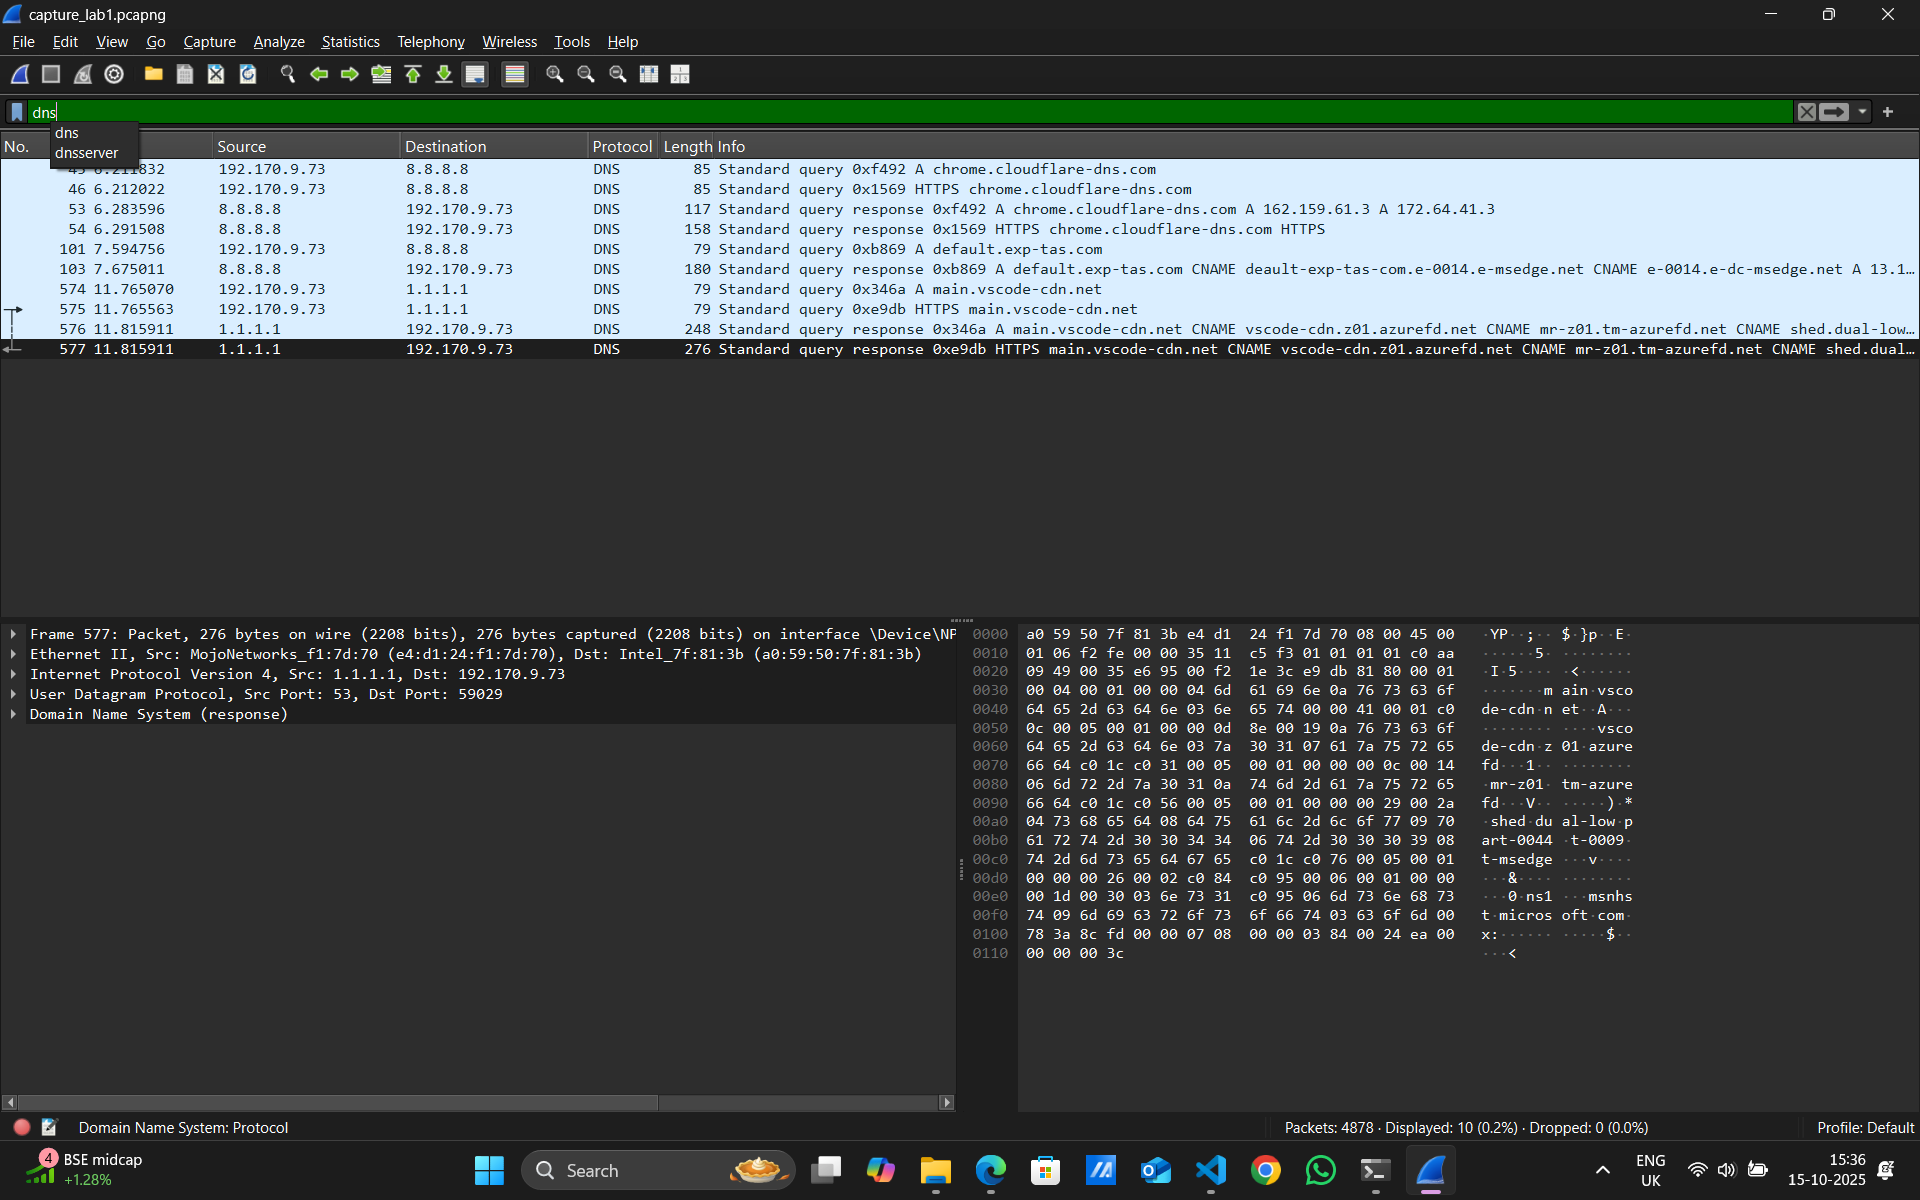 capture_lab1.pcapng
File Edit View Go Capture Analyze Statistics Telephony Wireless Tools Help
dns
dns
dnsserver
No. Source Destination Protocol Length Info
45 6.211832 192.170.9.73 8.8.8.8 DNS 85 Standard query 0xf492 A chrome.cloudflare-dns.com
46 6.212022 192.170.9.73 8.8.8.8 DNS 85 Standard query 0x1569 HTTPS chrome.cloudflare-dns.com
53 6.283596 8.8.8.8 192.170.9.73 DNS 117 Standard query response 0xf492 A chrome.cloudflare-dns.com A 162.159.61.3 A 172.64.41.3
54 6.291508 8.8.8.8 192.170.9.73 DNS 158 Standard query response 0x1569 HTTPS chrome.cloudflare-dns.com HTTPS
101 7.594756 192.170.9.73 8.8.8.8 DNS 79 Standard query 0xb869 A default.exp-tas.com
103 7.675011 8.8.8.8 192.170.9.73 DNS 180 Standard query response 0xb869 A default.exp-tas.com CNAME deault-exp-tas-com.e-0014.e-msedge.net CNAME e-0014.e-dc-msedge.net A 13.1…
574 11.765070 192.170.9.73 1.1.1.1 DNS 79 Standard query 0x346a A main.vscode-cdn.net
575 11.765563 192.170.9.73 1.1.1.1 DNS 79 Standard query 0xe9db HTTPS main.vscode-cdn.net
576 11.815911 1.1.1.1 192.170.9.73 DNS 248 Standard query response 0x346a A main.vscode-cdn.net CNAME vscode-cdn.z01.azurefd.net CNAME mr-z01.tm-azurefd.net CNAME shed.dual-low…
577 11.815911 1.1.1.1 192.170.9.73 DNS 276 Standard query response 0xe9db HTTPS main.vscode-cdn.net CNAME vscode-cdn.z01.azurefd.net CNAME mr-z01.tm-azurefd.net CNAME shed.dual…
Frame 577: Packet, 276 bytes on wire (2208 bits), 276 bytes captured (2208 bits) on interface \Device\NP
Ethernet II, Src: MojoNetworks_f1:7d:70 (e4:d1:24:f1:7d:70), Dst: Intel_7f:81:3b (a0:59:50:7f:81:3b)
Internet Protocol Version 4, Src: 1.1.1.1, Dst: 192.170.9.73
User Datagram Protocol, Src Port: 53, Dst Port: 59029
Domain Name System (response)
0000 a0 59 50 7f 81 3b e4 d1 24 f1 7d 70 08 00 45 00 ·YP··;·· $·}p··E·
0010 01 06 f2 fe 00 00 35 11 c5 f3 01 01 01 01 c0 aa ······5· ········
0020 09 49 00 35 e6 95 00 f2 1e 3c e9 db 81 80 00 01 ·I·5···· ·<······
0030 00 04 00 01 00 00 04 6d 61 69 6e 0a 76 73 63 6f ·······m ain·vsco
0040 64 65 2d 63 64 6e 03 6e 65 74 00 00 41 00 01 c0 de-cdn·n et··A···
0050 0c 00 05 00 01 00 00 0d 8e 00 19 0a 76 73 63 6f ········ ····vsco
0060 64 65 2d 63 64 6e 03 7a 30 31 07 61 7a 75 72 65 de-cdn·z 01·azure
0070 66 64 c0 1c c0 31 00 05 00 01 00 00 00 0c 00 14 fd···1·· ········
0080 06 6d 72 2d 7a 30 31 0a 74 6d 2d 61 7a 75 72 65 ·mr-z01· tm-azure
0090 66 64 c0 1c c0 56 00 05 00 01 00 00 00 29 00 2a fd···V·· ·····)·*
00a0 04 73 68 65 64 08 64 75 61 6c 2d 6c 6f 77 09 70 ·shed·du al-low·p
00b0 61 72 74 2d 30 30 34 34 06 74 2d 30 30 30 39 08 art-0044 ·t-0009·
00c0 74 2d 6d 73 65 64 67 65 c0 1c c0 76 00 05 00 01 t-msedge ···v····
00d0 00 00 00 26 00 02 c0 84 c0 95 00 06 00 01 00 00 ···&···· ········
00e0 00 1d 00 30 03 6e 73 31 c0 95 06 6d 73 6e 68 73 ···0·ns1 ···msnhs
00f0 74 09 6d 69 63 72 6f 73 6f 66 74 03 63 6f 6d 00 t·micros oft·com·
0100 78 3a 8c fd 00 00 07 08 00 00 03 84 00 24 ea 00 x:······ ·····$··
0110 00 00 00 3c ···<
Domain Name System: Protocol
Packets: 4878 · Displayed: 10 (0.2%) · Dropped: 0 (0.0%)
Profile: Default
4
BSE midcap
+1.28%
Search
ENG
UK
15:36
15-10-2025